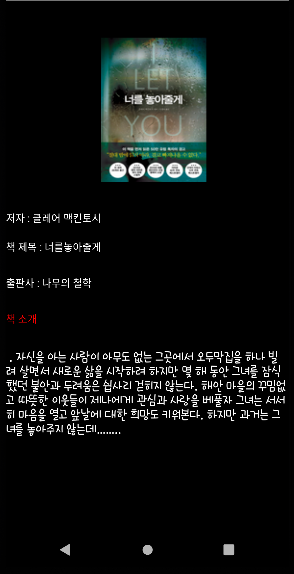 I LET
YOU
너를 놓아줄게
저자 : 클레어 맥킨토시
책 제목 : 너를놓아줄게
출판사 : 나무의 철학
책 소개
. 자신을 아는 사람이 아무도 없는 그곳에서 오두막집을 하나 빌
려 살면서 새로운 삶을 시작하려 하지만 몇 해 동안 그녀를 잠식
했던 불안과 두려움은 쉽사리 걷히지 않는다. 해안 마을의 꾸밈없
고 따뜻한 이웃들이 제나에게 관심과 사랑을 베풀자 그녀는 서서
히 마음을 열고 앞날에 대한 희망도 키워본다. 하지만 과거는 그
녀를 놓아주지 않는데........